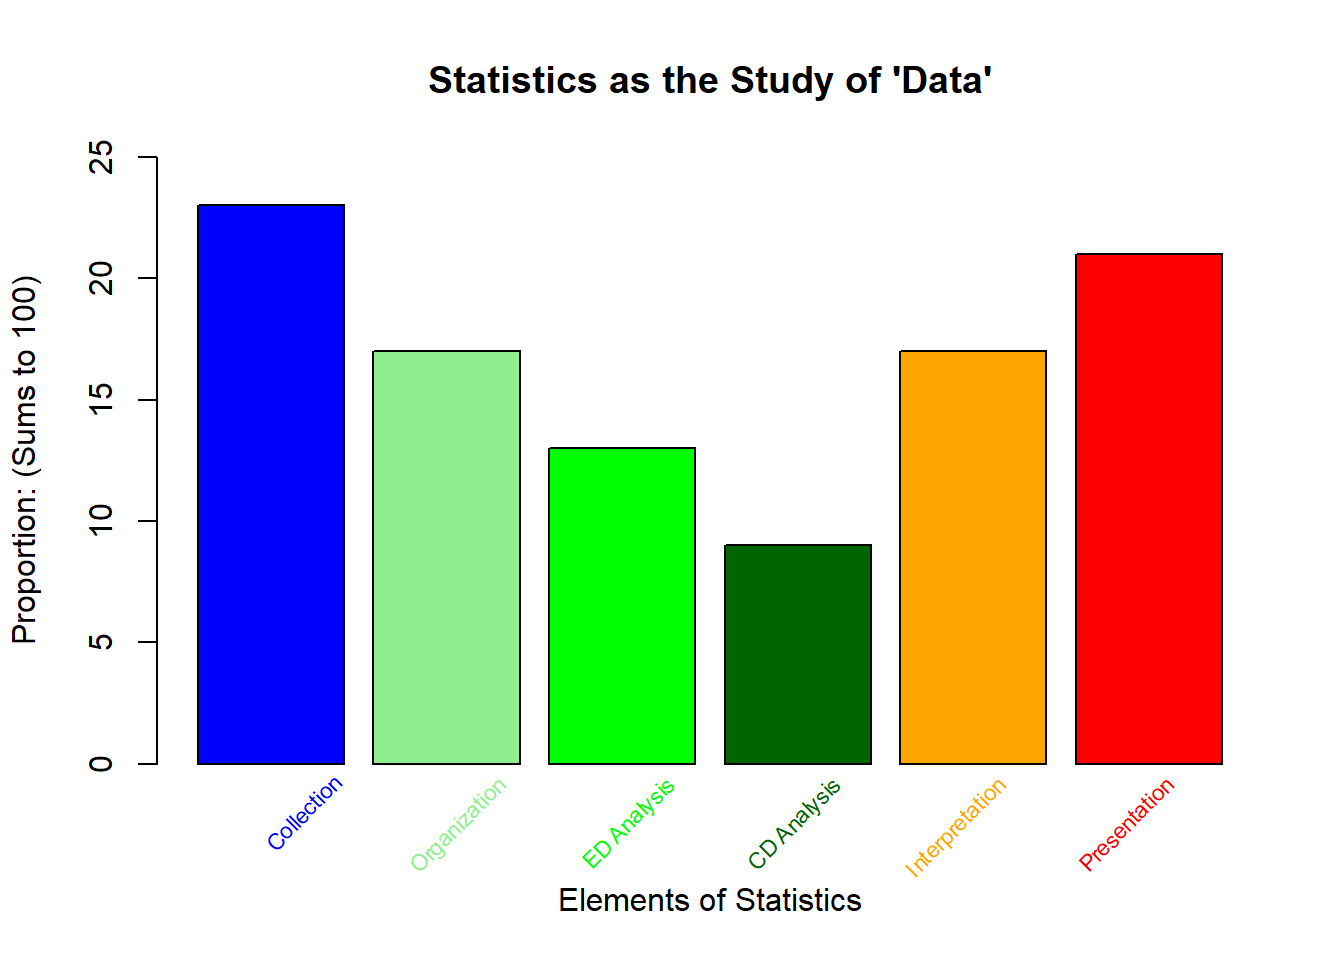 Statistics as the Study of 'Data'
Proportion: (Sums to 100)
25
20
15
10
5
0
Collection
Organization
ED Analysis
CD Analysis
Interpretation
Presentation
Elements of Statistics